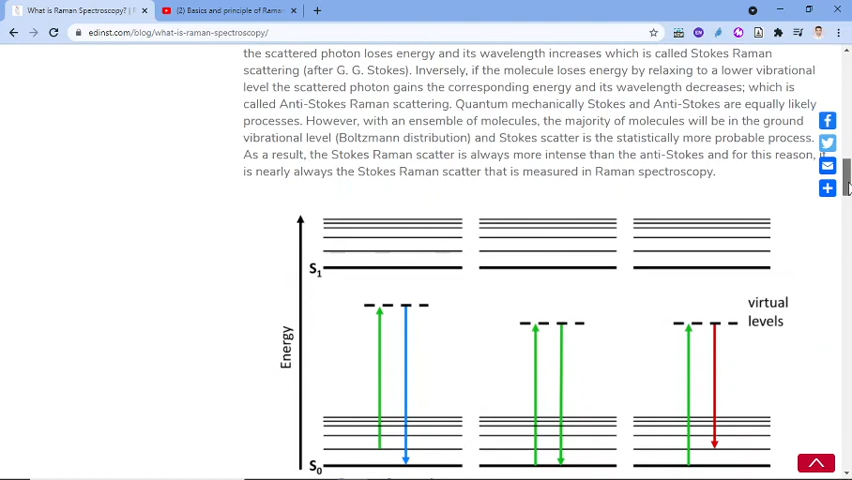 What is Raman Spectroscopy? | R
(2) Basics and principle of Raman
edinst.com/blog/what-is-raman-spectroscopy/
the scattered photon loses energy and its wavelength increases which is called Stokes Raman
scattering (after G. G. Stokes). Inversely, if the molecule loses energy by relaxing to a lower vibrational
level the scattered photon gains the corresponding energy and its wavelength decreases; which is
called Anti-Stokes Raman scattering. Quantum mechanically Stokes and Anti-Stokes are equally likely
processes. However, with an ensemble of molecules, the majority of molecules will be in the ground
vibrational level (Boltzmann distribution) and Stokes scatter is the statistically more probable process.
As a result, the Stokes Raman scatter is always more intense than the anti-Stokes and for this reason, it
is nearly always the Stokes Raman scatter that is measured in Raman spectroscopy.
S1
virtual
levels
Energy
S0